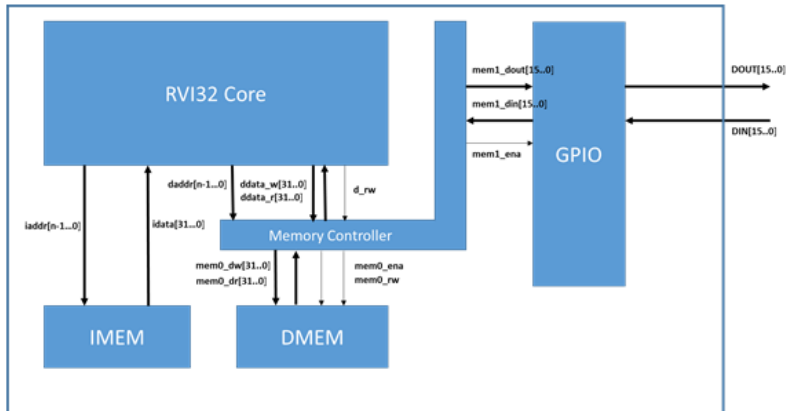 RVI32 Core
mem1_dout[15..0]
DOUT[15..0]
mem1_din[15..0]
DIN[15..0]
mem1_ena
GPIO
daddr[n-1...0]
ddata_w[31..0]
ddata_r[31..0]
d_rw
iaddr[n-1...0]
idata[31...0]
Memory Controller
mem0_dw[31..0]
mem0_dr[31..0]
mem0_ena
mem0_rw
IMEM
DMEM